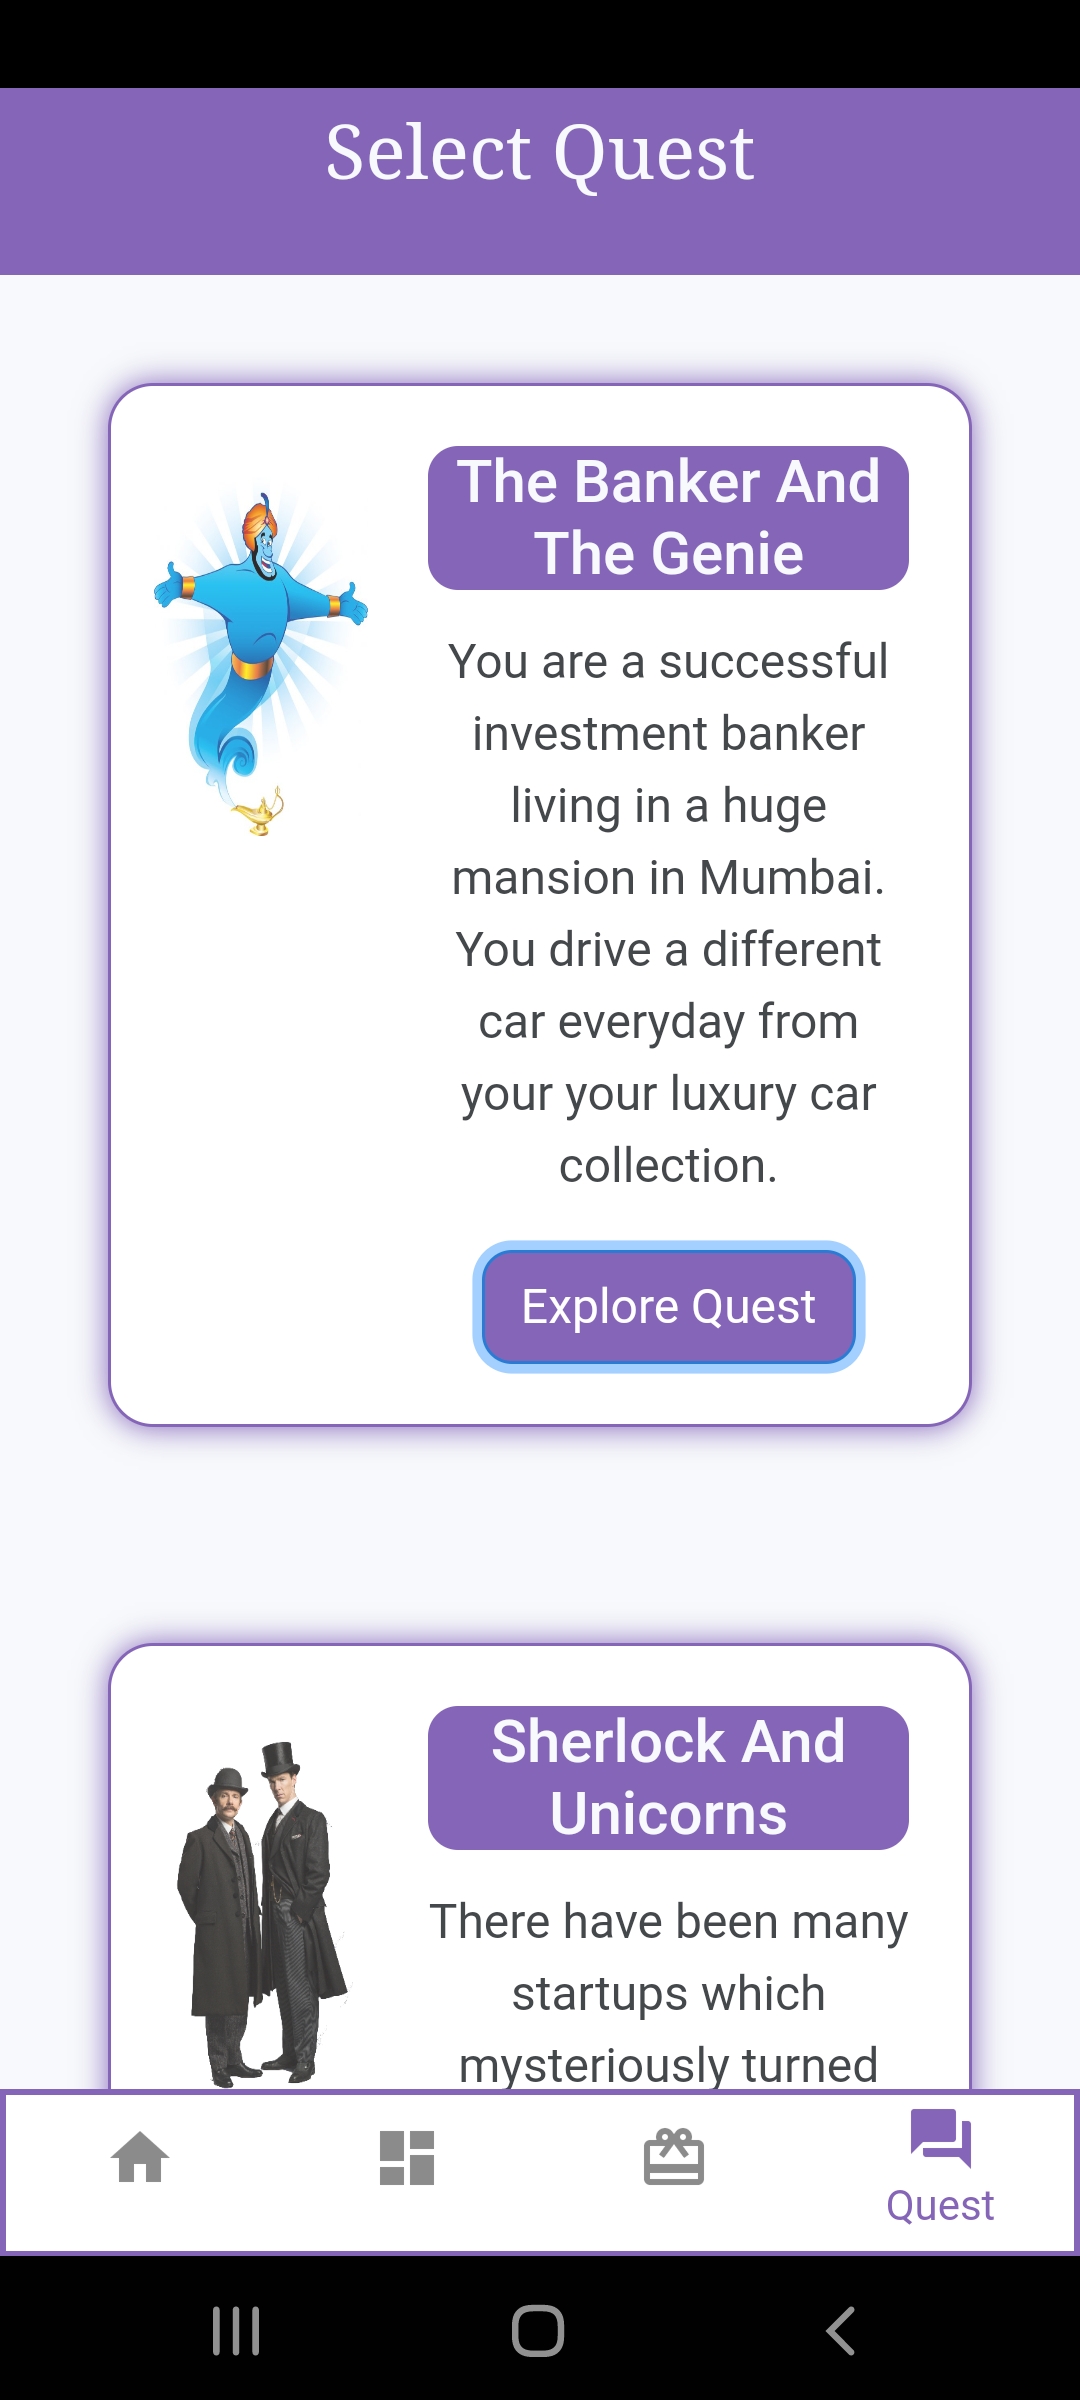 Select Quest
The Banker And
The Genie
You are a successful
investment banker
living in a huge
mansion in Mumbai.
You drive a different
car everyday from
your your luxury car
collection.
Explore Quest
Sherlock And
Unicorns
There have been many
startups which
mysteriously turned
Quest